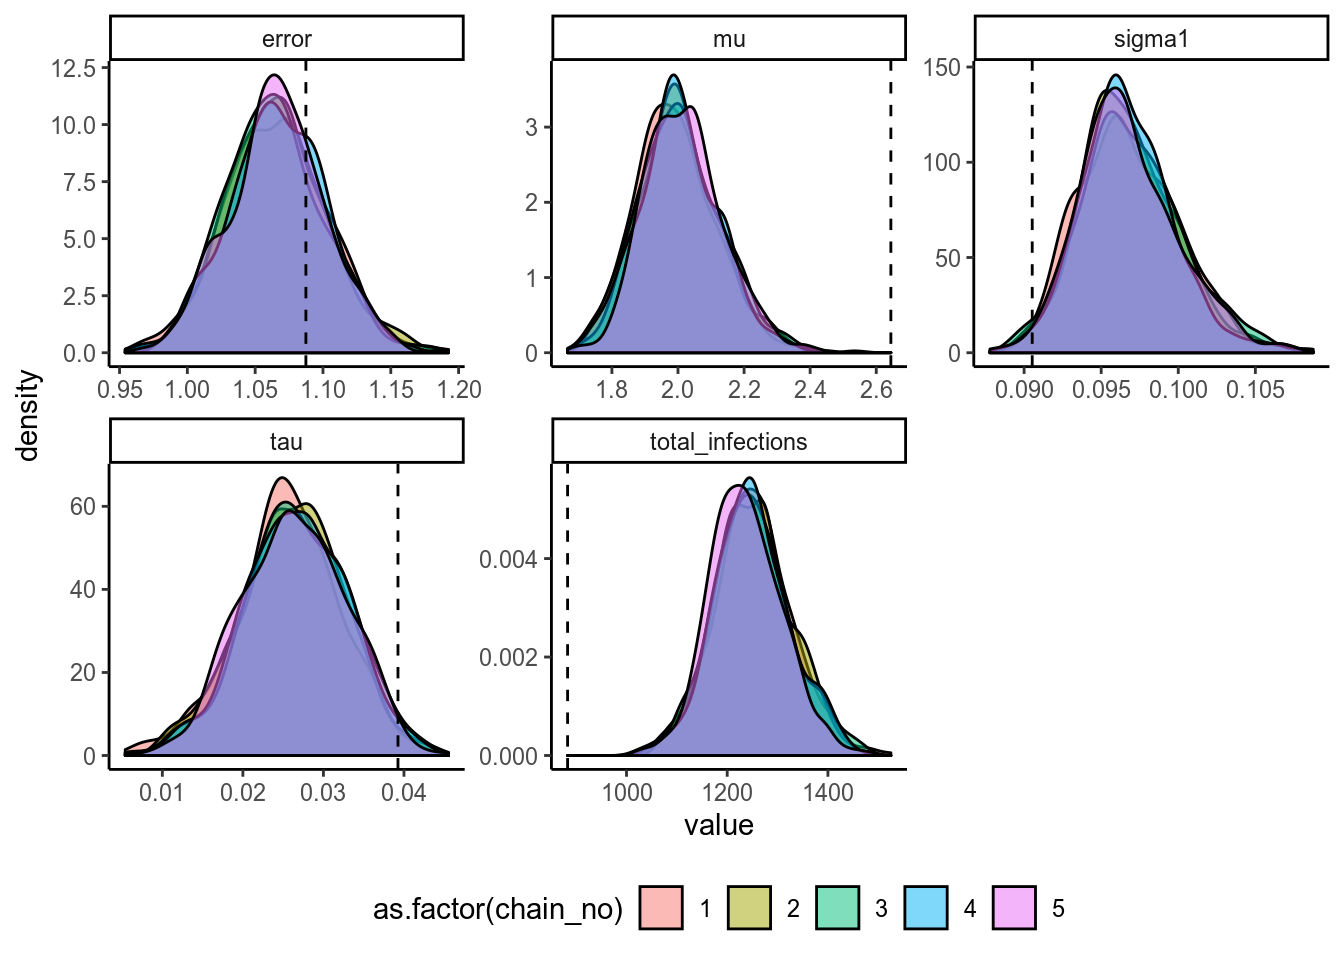 error
mu
sigma1
12.5
10.0
7.5
5.0
2.5
0.0
0.95 1.00 1.05 1.10 1.15 1.20
3
2
1
0
1.8 2.0 2.2 2.4 2.6
150
100
50
0
0.090 0.095 0.100 0.105
density
tau
total_infections
60
40
20
0
0.01 0.02 0.03 0.04
0.004
0.002
0.000
1000 1200 1400
value
as.factor(chain_no) 1 2 3 4 5